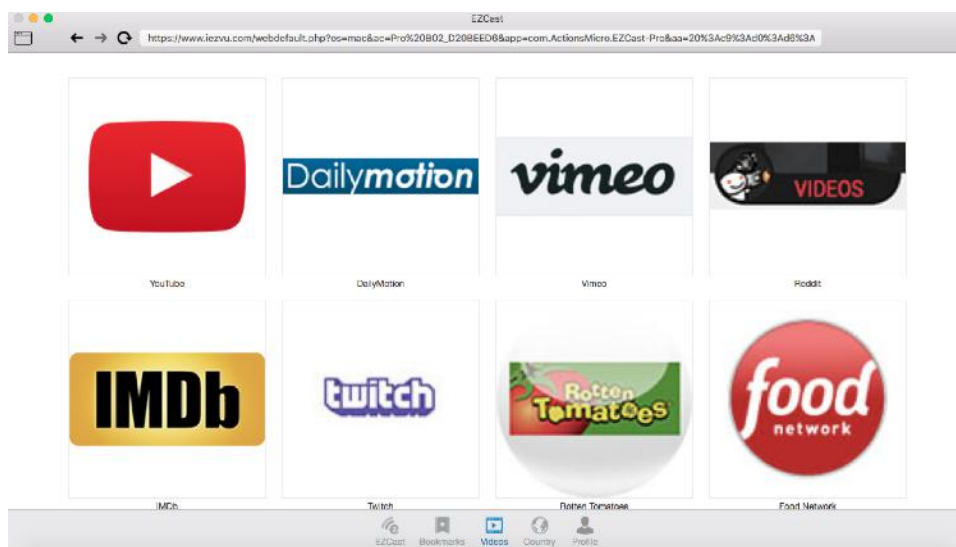 EZCast
https://www.iezvu.com/webdefault.php?os=mac&ac=Pro%20B02_D20BEED6&app=com.ActionsMicro.EZCast-Pro&aa=20%3Ac9%3Ad0%3Ad6%3A
Dailymotion
vimeo
VIDEOS
YouTube
DailyMotion
Vimeo
Reddit
IMDb
twitch
Rotten
Tomatoes
food
network
IMDb
Twitch
Rotten Tomatoes
Food Network
EZCast
Bookmarks
Videos
Country
Profile